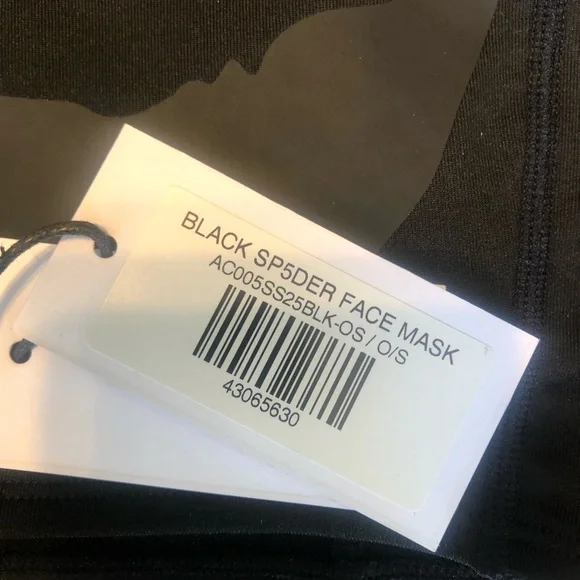 BLACK SP5DER FACE MASK
AC005SS25BLK-OS / O/S
43065630